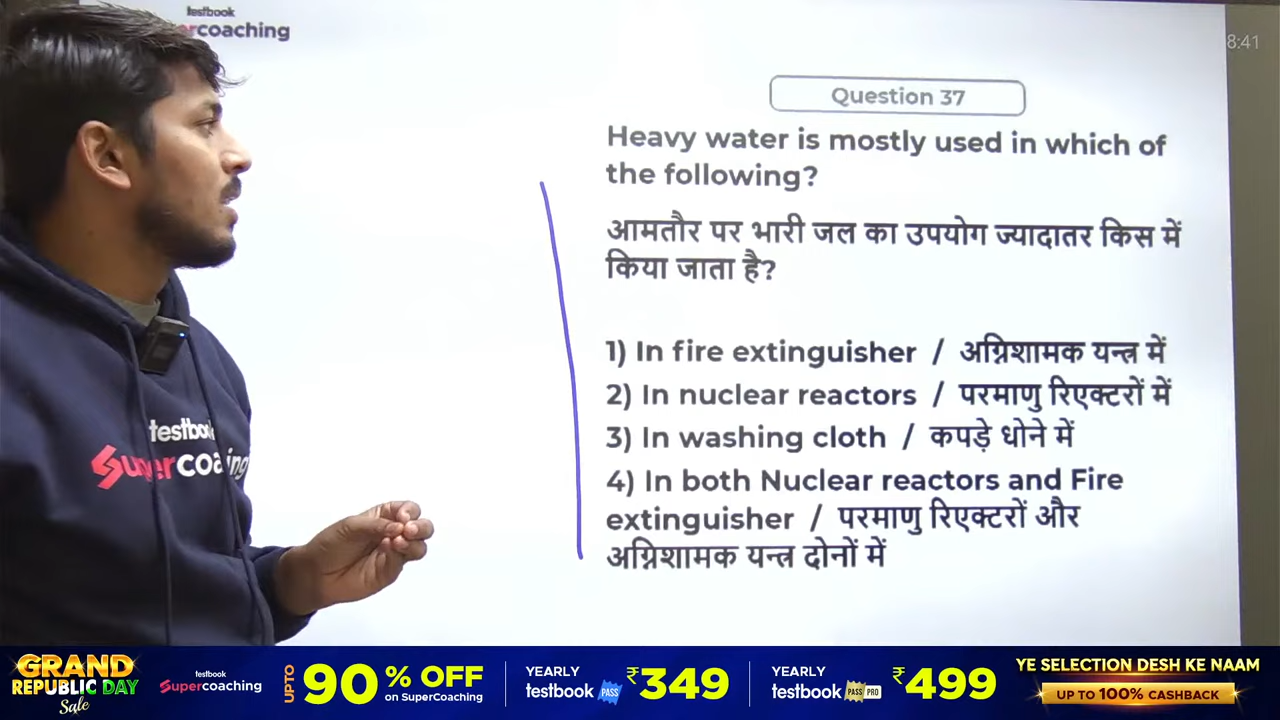 testbook
ercoaching
8:41
Question 37
Heavy water is mostly used in which of
the following?
आमतौर पर भारी जल का उपयोग ज्यादातर किस में
किया जाता है?
1) In fire extinguisher / अग्निशामक यन्त्र में
2) In nuclear reactors / परमाणु रिएक्टरों में
3) In washing cloth / कपड़े धोने में
4) In both Nuclear reactors and Fire
extinguisher / परमाणु रिएक्टरों और
अग्निशामक यन्त्र दोनों में
testbook
Supercoaching
GRAND
REPUBLIC DAY
Sale
testbook
Supercoaching
UPTO 90% OFF
on SuperCoaching
YEARLY
testbook PASS
₹349
YEARLY
testbook PASS PRO
₹499
YE SELECTION DESH KE NAAM
UP TO 100% CASHBACK